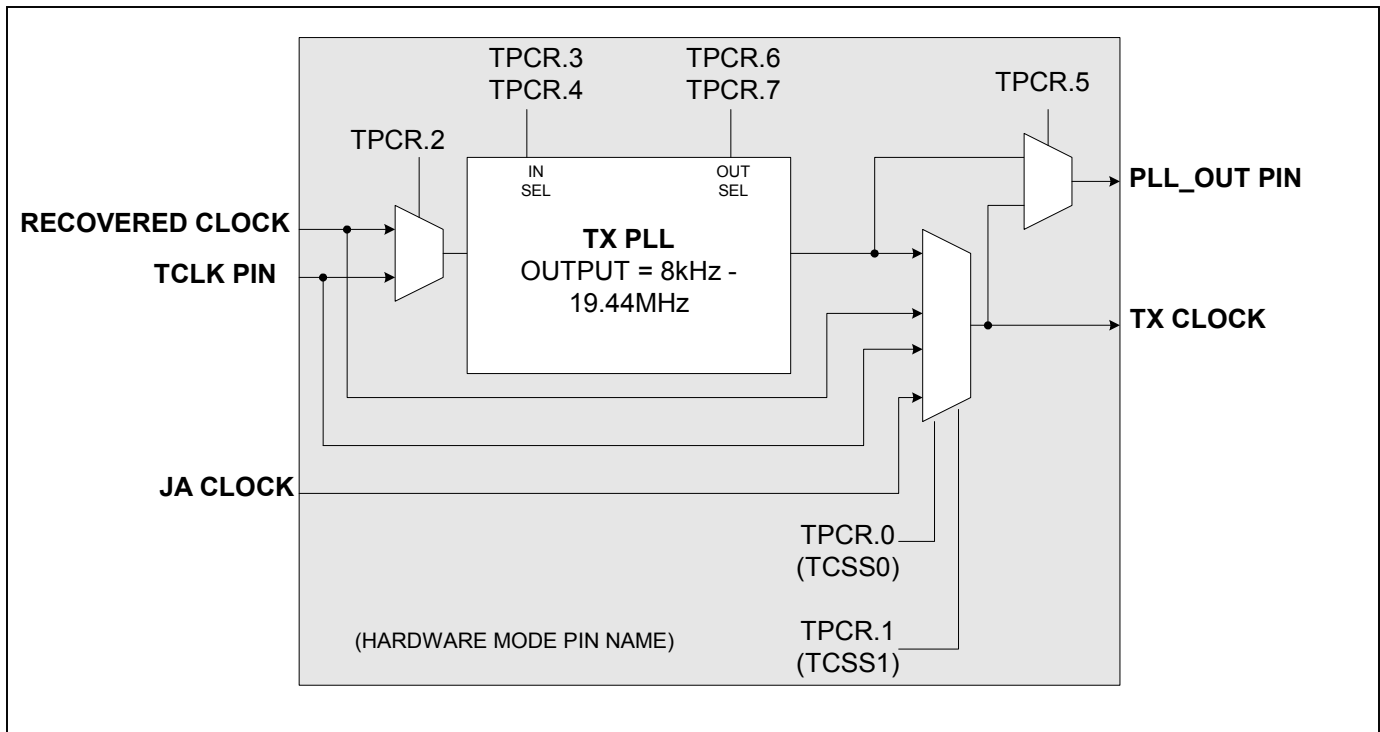 TPCR.3
TPCR.4
TPCR.6
TPCR.7
TPCR.5
TPCR.2
IN
SEL
OUT
SEL
PLL_OUT PIN
RECOVERED CLOCK
TX PLL
TCLK PIN
OUTPUT = 8kHz -
19.44MHz
TX CLOCK
JA CLOCK
TPCR.0
(TCSS0)
TPCR.1
(TCSS1)
(HARDWARE MODE PIN NAME)